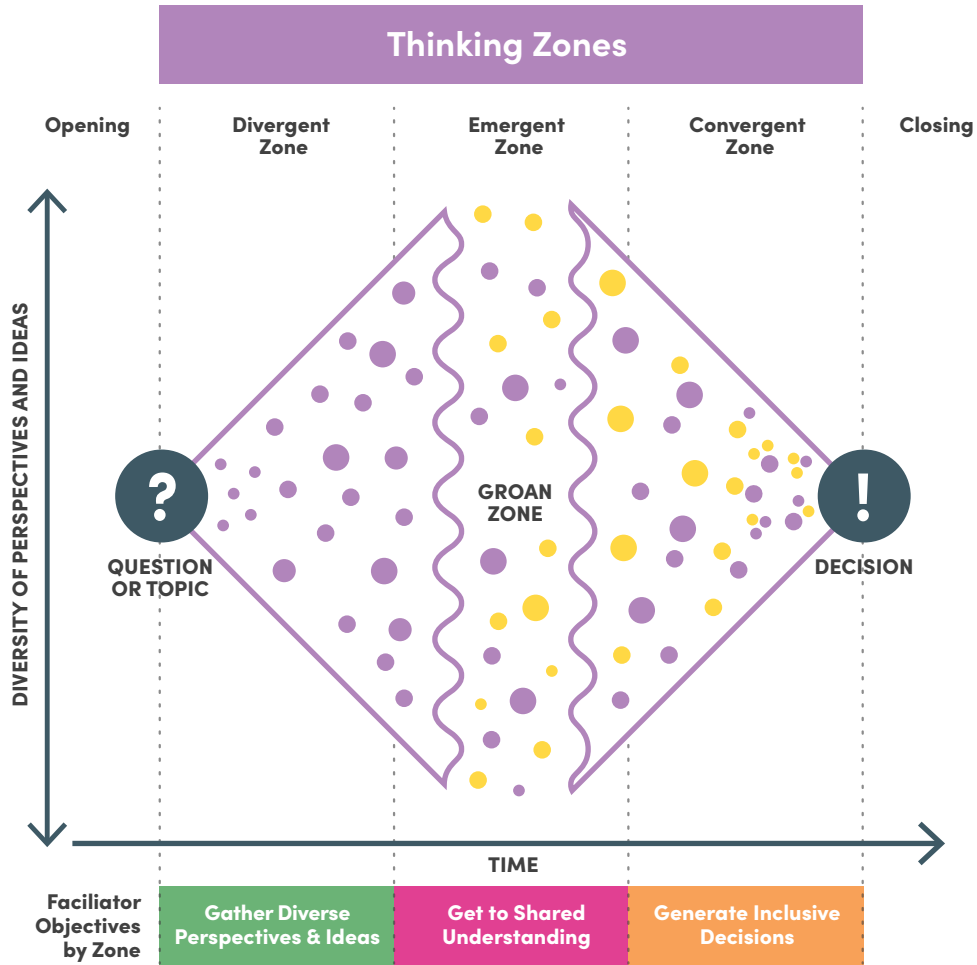 Thinking Zones
Opening
Divergent
Zone
Emergent
Zone
Convergent
Zone
Closing
DIVERSITY OF PERSPECTIVES AND IDEAS
?
QUESTION
OR TOPIC
GROAN
ZONE
!
DECISION
TIME
Faciliator
Objectives
by Zone
Gather Diverse
Perspectives & Ideas
Get to Shared
Understanding
Generate Inclusive
Decisions